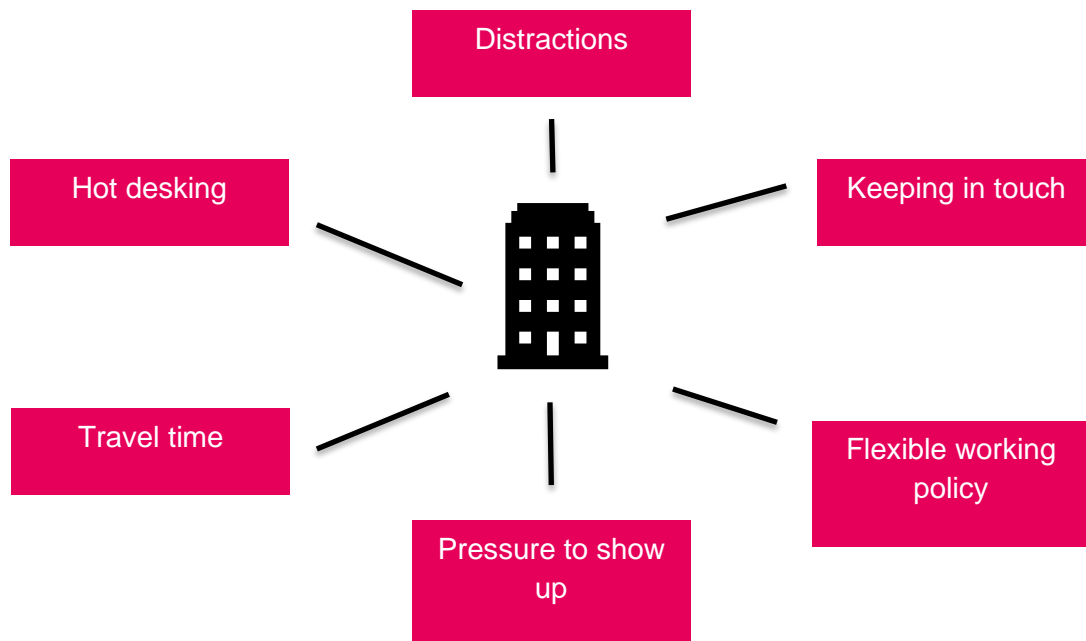 Distractions
Hot desking
Keeping in touch
Travel time
Flexible working
policy
Pressure to show
up